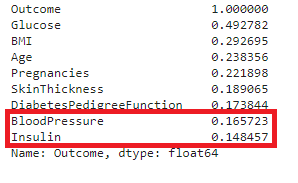 Outcome 1.000000
Glucose 0.492782
BMI 0.292695
Age 0.238356
Pregnancies 0.221898
SkinThickness 0.189065
DiabetesPedigreeFunction 0.173844
BloodPressure 0.165723
Insulin 0.148457
Name: Outcome, dtype: float64